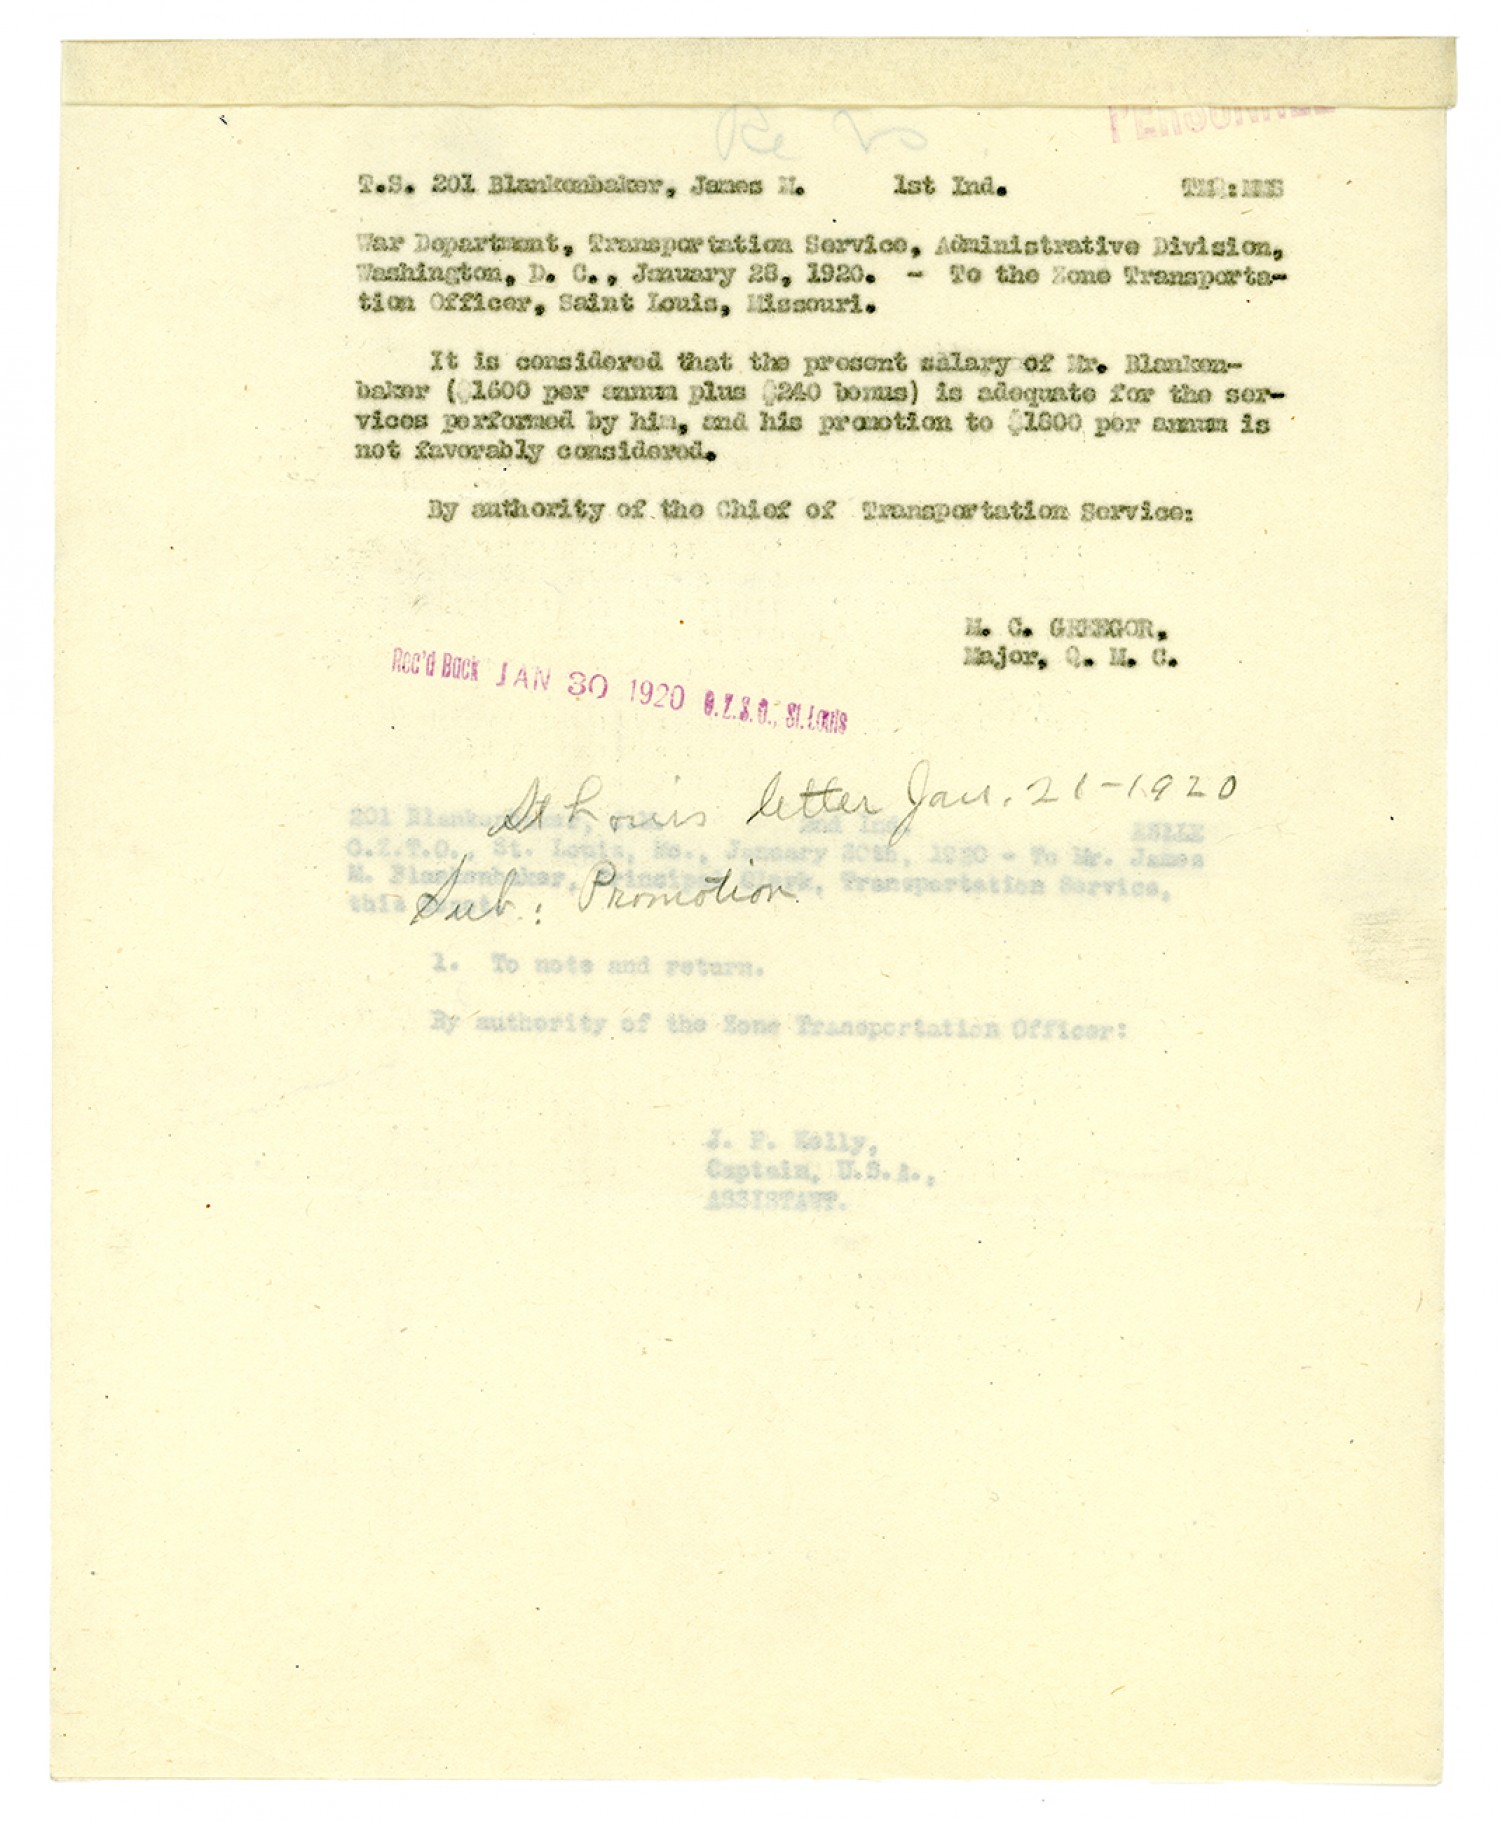 PERSONNEL
Re
T.S. 201 Blankenbaker, James M. 1st Ind.
War Department, Transportation Service, Administrative Division,
Washington, D. C., January 28, 1920. - To the Zone Transporta-
tion Officer, Saint Louis, Missouri.
It is considered that the present salary of Mr. Blanken-
baker ($1600 per annum plus $240 bonus) is adequate for the ser-
vices performed by him, and his promotion to $1800 per annum is
not favorably considered.
By authority of the Chief of Transportation Service:
M. C. GREEGOR,
Major, Q. M. C.
Rec'd Back JAN 30 1920 O.Z.S.O., St. Louis
St Louis letter Jan. 21-1920
201 Blankenbaker, 2nd Ind.
O.Z.T.O., St. Louis, Mo., January 30th, 1920 - To Mr. James
M. Blankenbaker, Principal Clerk, Transportation Service,
this
Sub: Promotion
1. To note and return.
By authority of the Zone Transportation Officer:
J. F. Kelly,
Captain, U.S.A.,
ASSISTANT.